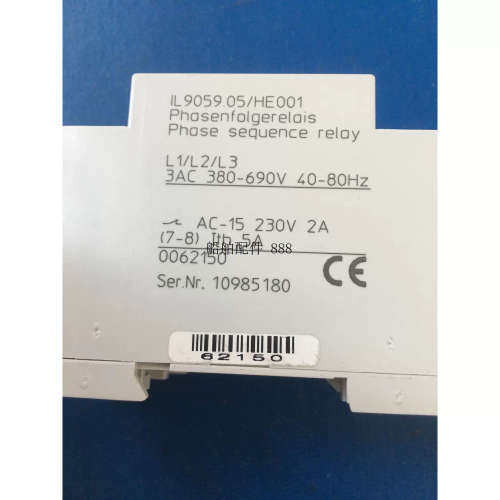 IL9059.05/HE001
Phasenfolgerelais
Phase sequence relay
L1/L2/L3
3AC 380-690V 40-80Hz
AC-15 230V 2A
(7-8) Ith 5A
船舶配件 888
0062150
CE
Ser.Nr. 10985180
62150